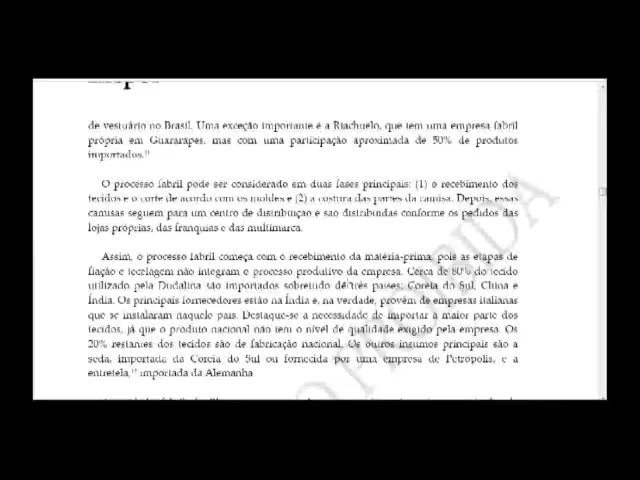 de vestuário no Brasil. Uma exceção importante é a Riachuelo, que tem uma empresa fabril
própria em Guararapes, mas com uma participação aproximada de 50% de produtos
importados.
O processo fabril pode ser considerado em duas fases principais: (1) o recebimento dos
tecidos e o corte de acordo com os moldes e (2) a costura das partes da camisa. Depois, essas
camisas seguem para um centro de distribuição e são distribuídas conforme os pedidos das
lojas próprias, das franquias e das multimarca.
Assim, o processo fabril começa com o recebimento da matéria-prima, pois as etapas de
fiação e tecelagem não integram o processo produtivo da empresa. Cerca de 80% do tecido
utilizado pela Dudalina são importados sobretudo de três países: Coreia do Sul, China e
Índia. Os principais fornecedores estão na Índia e, na verdade, provêm de empresas italianas
que se instalaram naquele país. Destaque-se a necessidade de importar a maior parte dos
tecidos, já que o produto nacional não tem o nível de qualidade exigido pela empresa. Os
20% restantes dos tecidos são de fabricação nacional. Os outros insumos principais são a
seda, importada da Coreia do Sul ou fornecida por uma empresa de Petrópolis, e a
entretela, importada da Alemanha